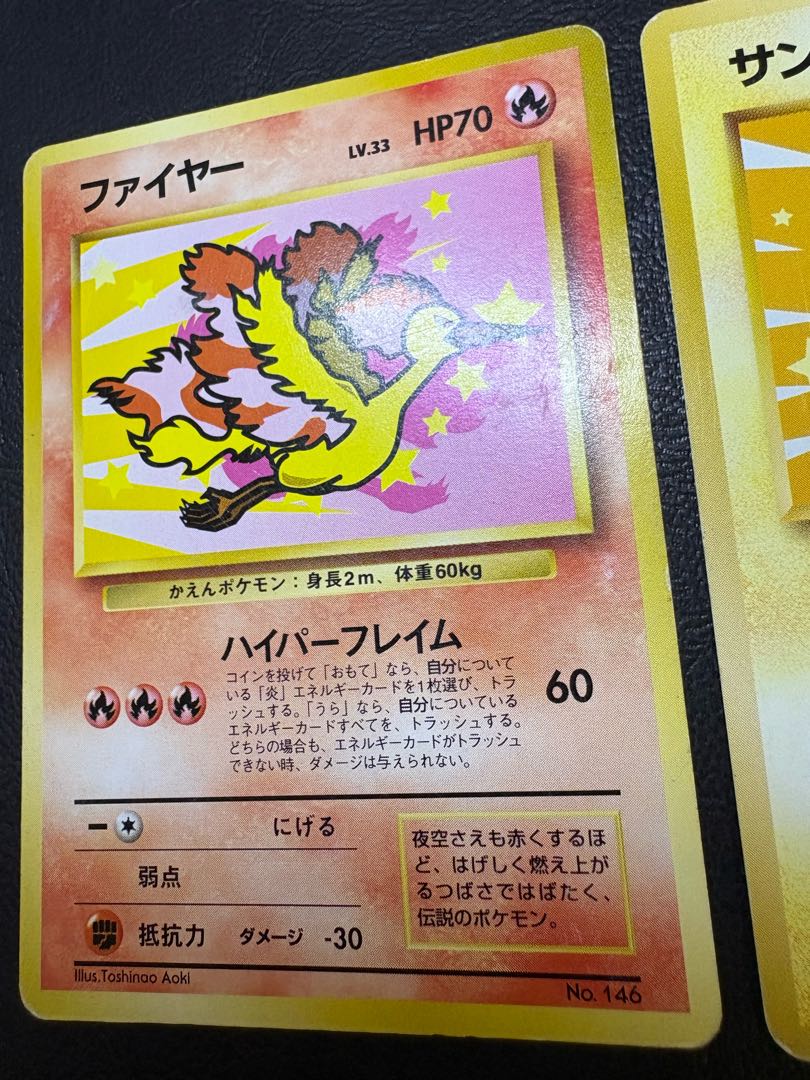 ファイヤー
LV.33 HP70
かえんポケモン：身長2m、体重60kg
ハイパーフレイム
コインを投げて「おもて」なら、自分について
いる「炎」エネルギーカードを1枚選び、トラ
ッシュする。「うら」なら、自分についている
エネルギーカードすべてを、トラッシュする。
どちらの場合も、エネルギーカードがトラッシュ
できない時、ダメージは与えられない。
60
にげる
弱点
抵抗力 ダメージ -30
夜空さえも赤くするほ
ど、はげしく燃え上が
るつばさではばたく、
伝説のポケモン。
Illus.Toshinao Aoki
No. 146
サン